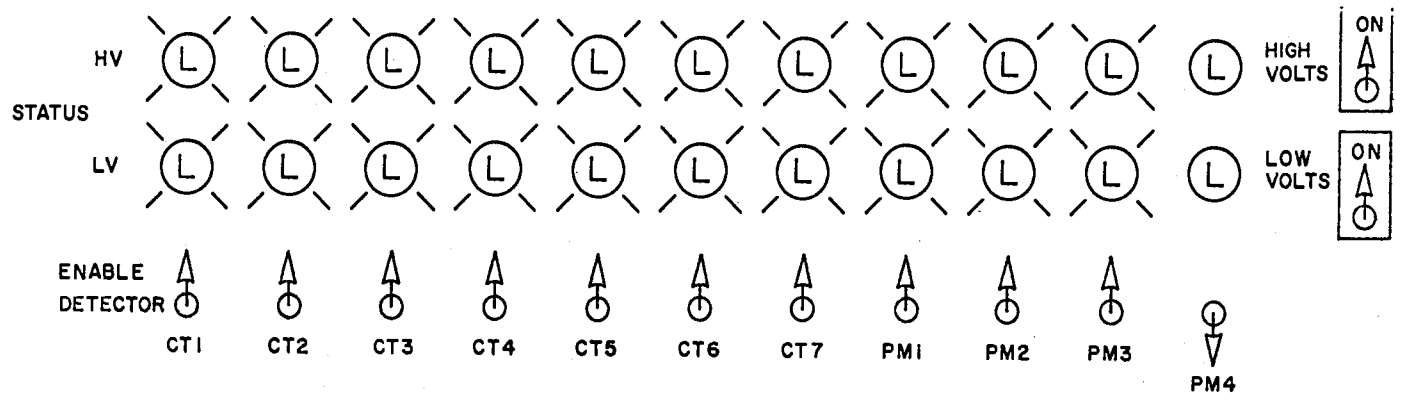 HV L L L L L L L L L L L HIGH VOLTS ON
STATUS
LV L L L L L L L L L L L LOW VOLTS ON
ENABLE
DETECTOR
CT1 CT2 CT3 CT4 CT5 CT6 CT7 PM1 PM2 PM3
PM4